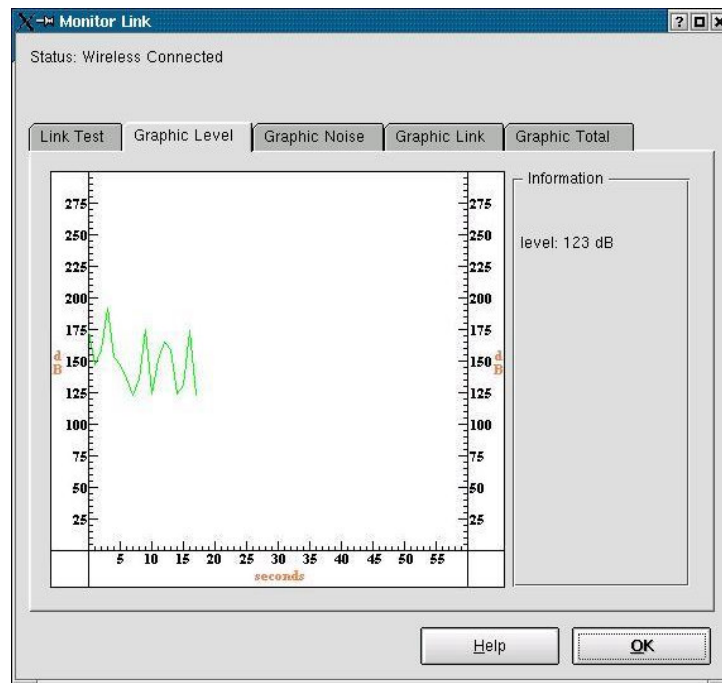 Monitor Link
Status: Wireless Connected
Link Test Graphic Level Graphic Noise Graphic Link Graphic Total
Information
level: 123 dB
275 275
250 250
225 225
200 200
175 175
dB 150 150 dB
125 125
100 100
75 75
50 50
25 25
5 10 15 20 25 30 35 40 45 50 55
seconds
Help OK